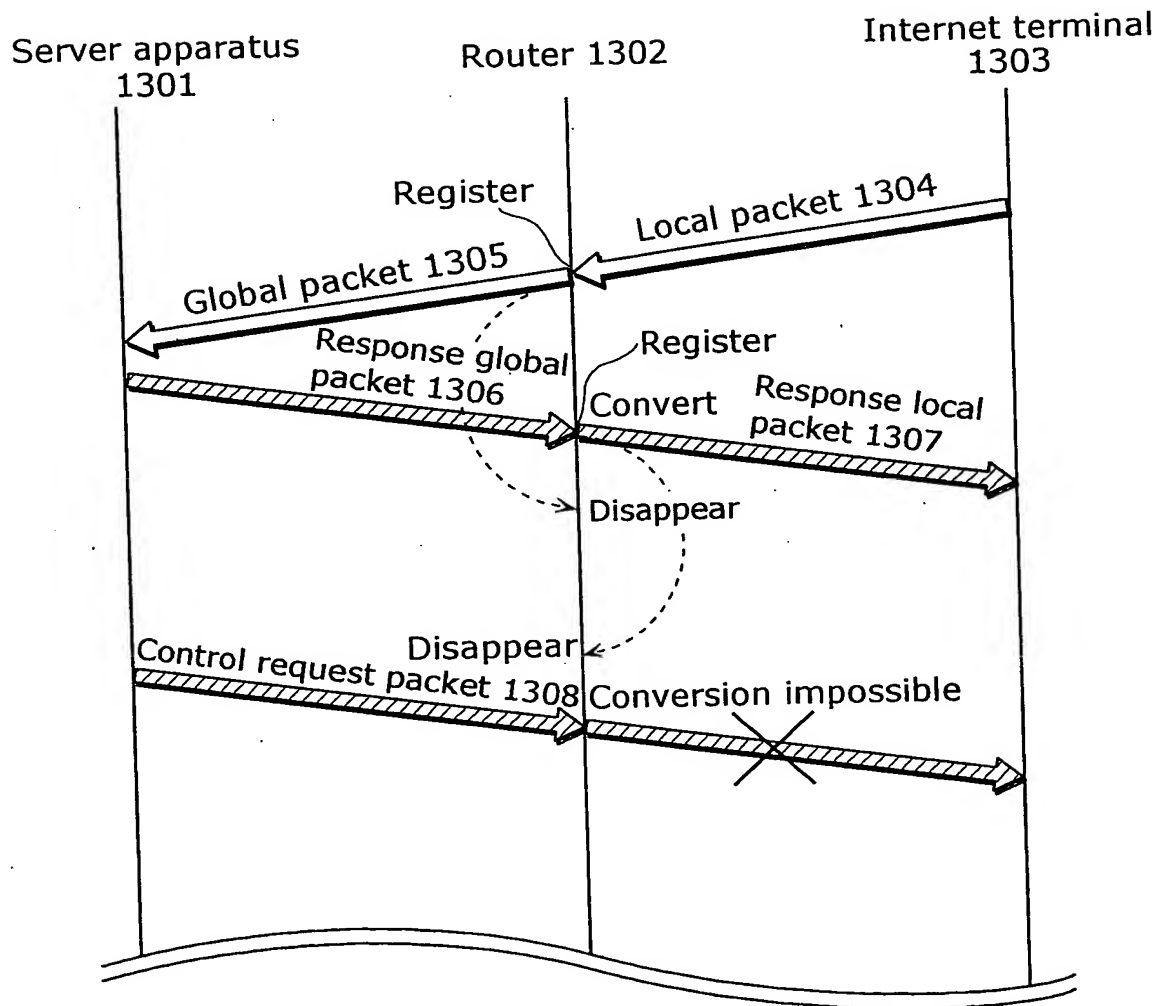 Server apparatus
1301
Router 1302
Internet terminal
1303
Register
Local packet 1304
Global packet 1305
Response global
packet 1306
Register
Convert
Response local
packet 1307
Disappear
Disappear
Control request packet 1308
Conversion impossible